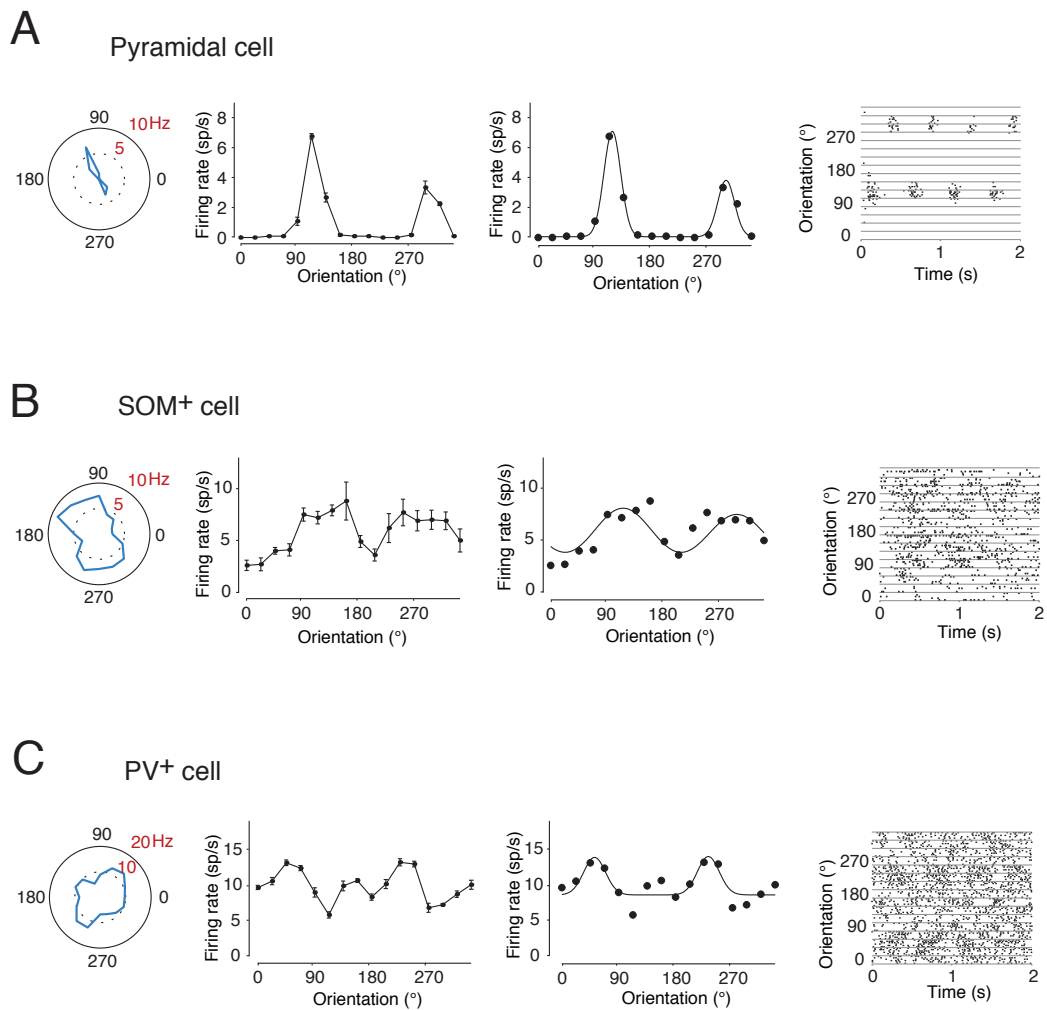 A
Pyramidal cell
90
10Hz
5
180
0
270
Firing rate (sp/s)
8
6
4
2
0
0 90 180 270
Orientation (°)
Firing rate (sp/s)
8
6
4
2
0
0 90 180 270
Orientation (°)
Orientation (°)
270
180
90
0
0 1 2
Time (s)
B
SOM+ cell
90
10Hz
5
180
0
270
Firing rate (sp/s)
10
5
0
0 90 180 270
Orientation (°)
Firing rate (sp/s)
10
5
0
0 90 180 270
Orientation (°)
Orientation (°)
270
180
90
0
0 1 2
Time (s)
C
PV+ cell
90
20Hz
10
180
0
270
Firing rate (sp/s)
15
10
5
0
0 90 180 270
Orientation (°)
Firing rate (sp/s)
15
10
5
0
0 90 180 270
Orientation (°)
Orientation (°)
270
180
90
0
0 1 2
Time (s)